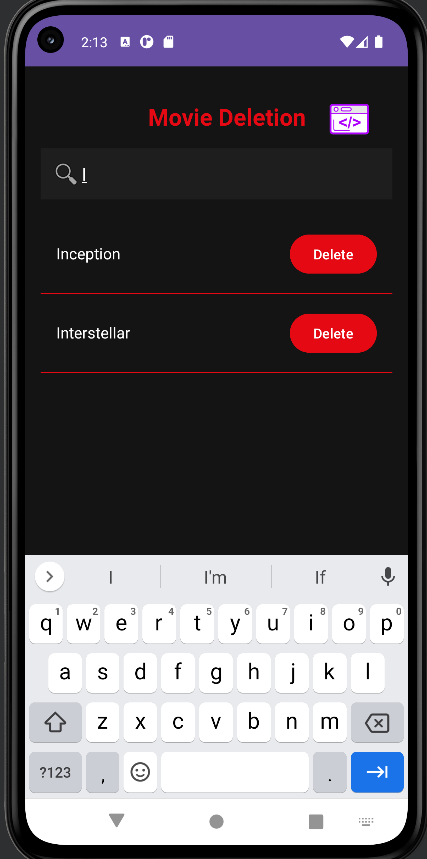 2:13
Movie Deletion
</>
I
Inception Delete
Interstellar Delete
I I'm If
q1 w2 e3 r4 t5 y6 u7 i8 o9 p0
a s d f g h j k l
z x c v b n m
?123 , .